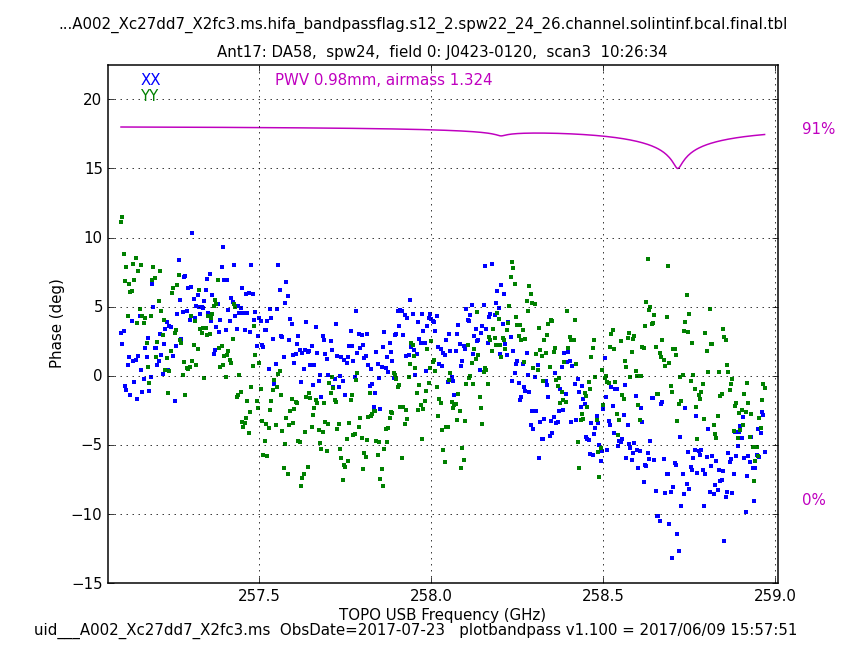 ...A002_Xc27dd7_X2fc3.ms.hifa_bandpassflag.s12_2.spw22_24_26.channel.solintinf.bcal.final.tbl
Ant17: DA58,  spw24,  field 0: J0423-0120,  scan3  10:26:34
XX
PWV 0.98mm, airmass 1.324
YY
20
91%
15
10
5
Phase (deg)
0
−5
0%
−10
−15
257.5
258.0
258.5
259.0
TOPO USB Frequency (GHz)
uid___A002_Xc27dd7_X2fc3.ms  ObsDate=2017-07-23   plotbandpass v1.100 = 2017/06/09 15:57:51